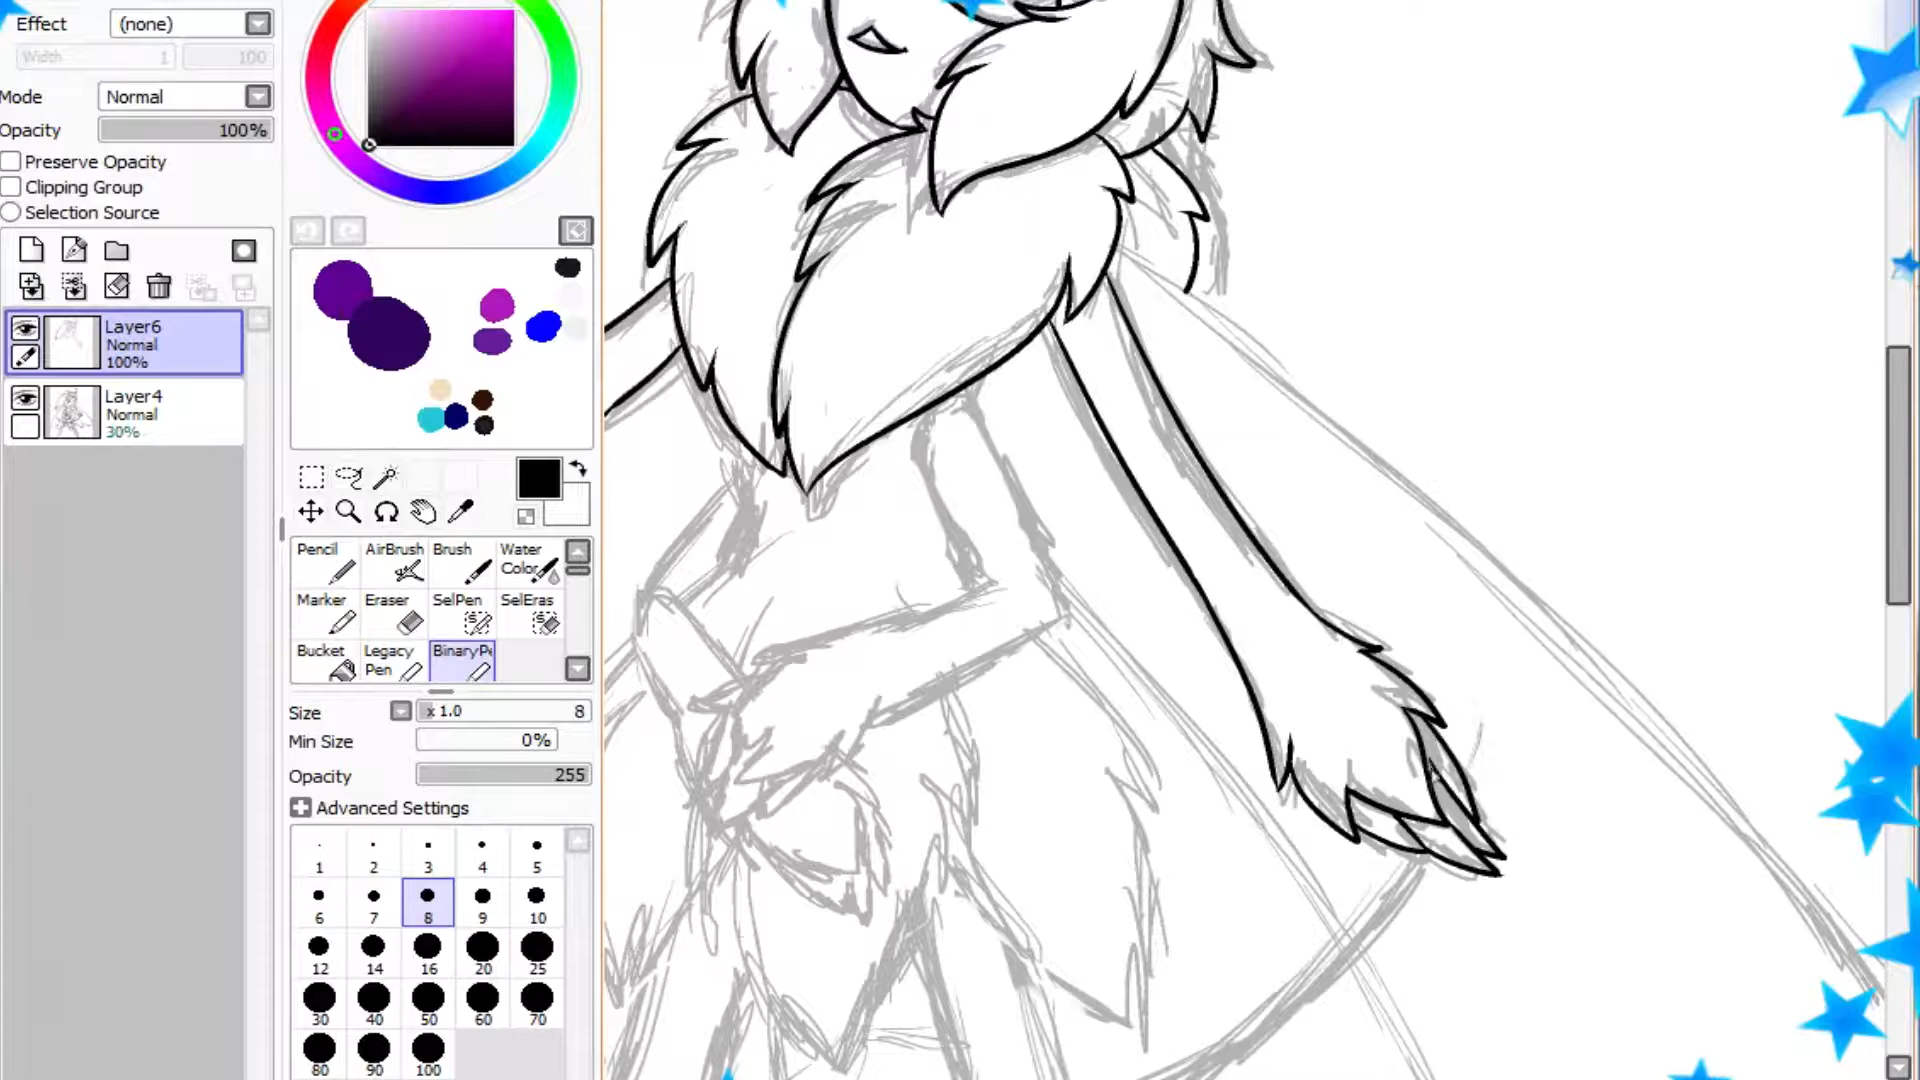 Effect (none)
Width 1 100
Mode Normal
Opacity 100%
Preserve Opacity
Clipping Group
Selection Source
Layer6
Normal
100%
Layer4
Normal
30%
Pencil AirBrush Brush Water
Color
Marker Eraser SelPen SelEras
Bucket Legacy BinaryPe
Pen
Size x 1.0 8
Min Size 0%
Opacity 255
Advanced Settings
1 2 3 4 5
6 7 8 9 10
12 14 16 20 25
30 40 50 60 70
80 90 100